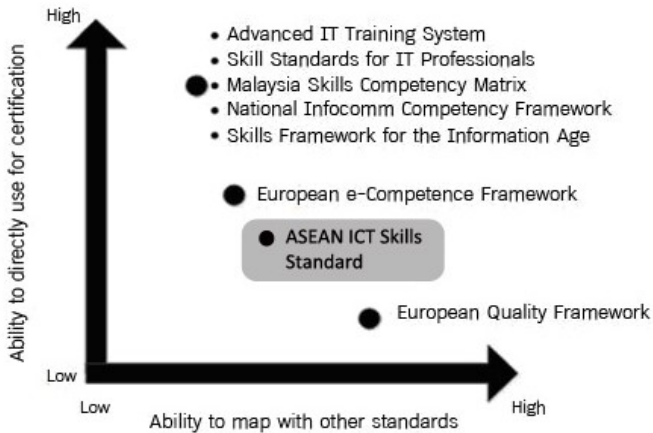 High
• Advanced IT Training System
• Skill Standards for IT Professionals
• Malaysia Skills Competency Matrix
• National Infocomm Competency Framework
• Skills Framework for the Information Age
Ability to directly use for certification
European e-Competence Framework
ASEAN ICT Skills
Standard
European Quality Framework
Low
Low
High
Ability to map with other standards